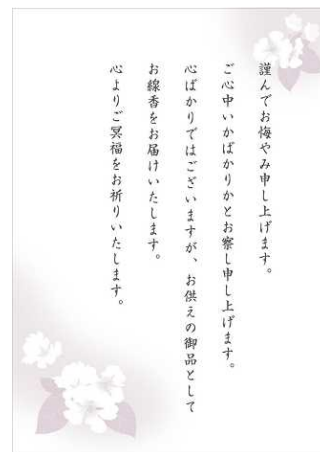 謹んでお悔やみ申し上げます。
ご心中いかばかりかとお察し申し上げます。
心ばかりではございますが、お供えの御品として
お線香をお届けいたします。
心よりご冥福をお祈りいたします。